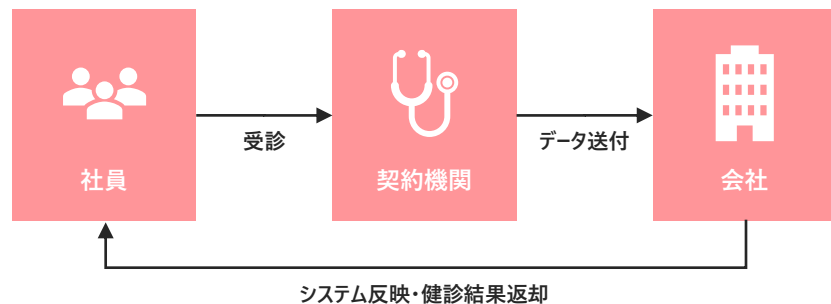 受診
データ送付
社員
契約機関
会社
システム反映・健診結果返却